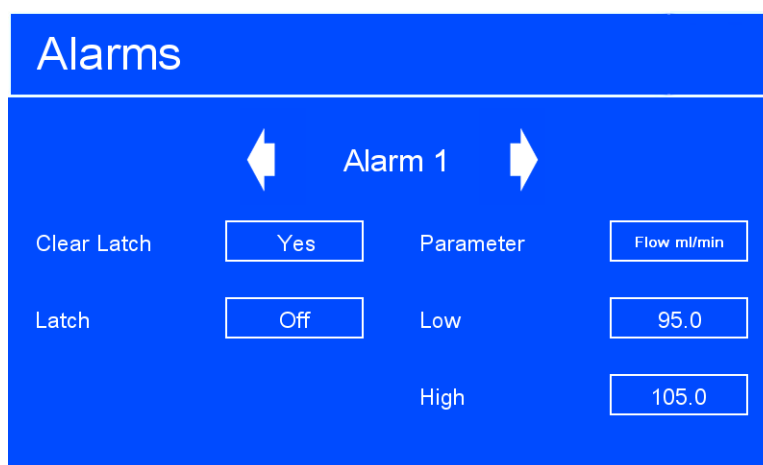 Alarms
Alarm 1
Clear Latch Yes Parameter Flow ml/min
Latch Off Low 95.0
High 105.0